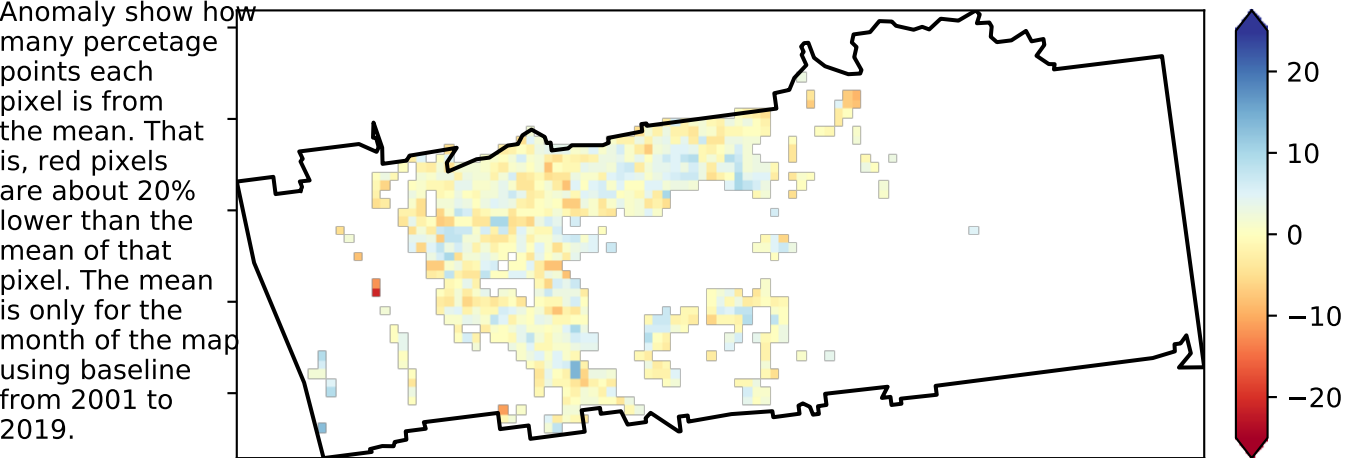 Anomaly show how
many percetage
points each
pixel is from
the mean. That
is, red pixels
are about 20%
lower than the
mean of that
pixel. The mean
is only for the
month of the map
using baseline
from 2001 to
2019.
20
10
0
−10
−20